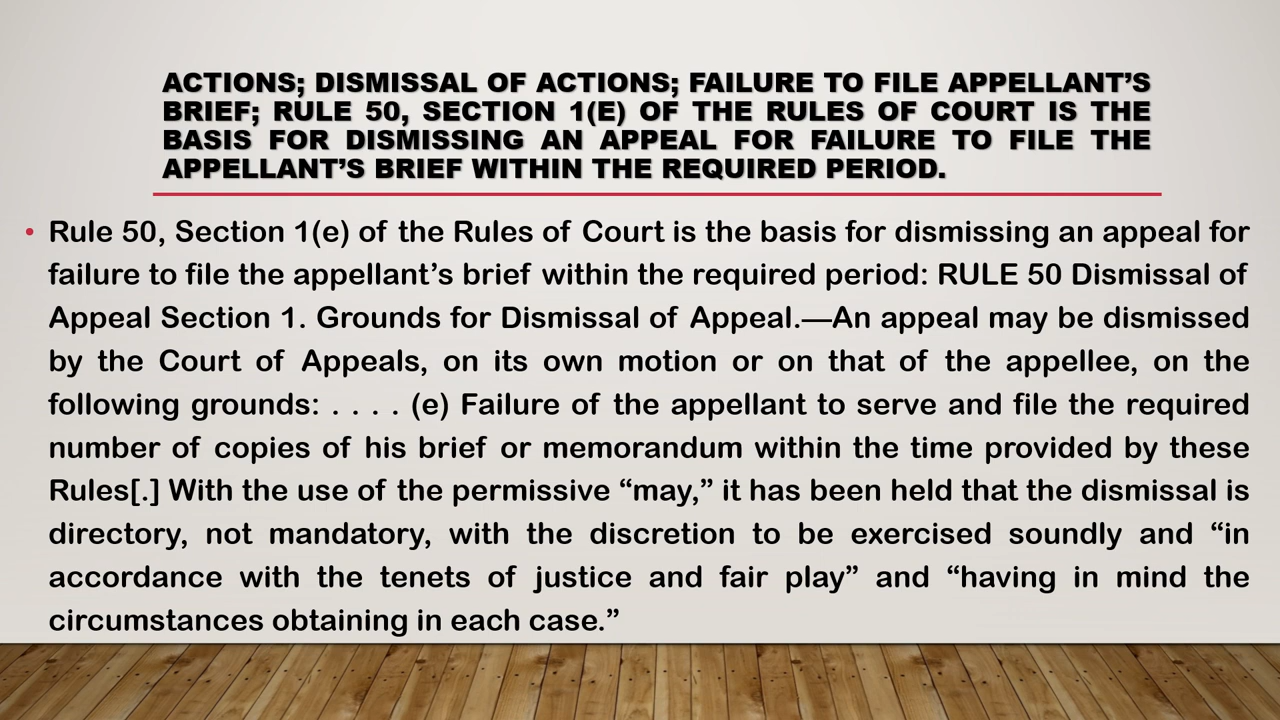 ACTIONS; DISMISSAL OF ACTIONS; FAILURE TO FILE APPELLANT’S
BRIEF; RULE 50, SECTION 1(E) OF THE RULES OF COURT IS THE
BASIS FOR DISMISSING AN APPEAL FOR FAILURE TO FILE THE
APPELLANT’S BRIEF WITHIN THE REQUIRED PERIOD.
• Rule 50, Section 1(e) of the Rules of Court is the basis for dismissing an appeal for
failure to file the appellant’s brief within the required period: RULE 50 Dismissal of
Appeal Section 1. Grounds for Dismissal of Appeal.—An appeal may be dismissed
by the Court of Appeals, on its own motion or on that of the appellee, on the
following grounds: . . . . (e) Failure of the appellant to serve and file the required
number of copies of his brief or memorandum within the time provided by these
Rules[.] With the use of the permissive “may,” it has been held that the dismissal is
directory, not mandatory, with the discretion to be exercised soundly and “in
accordance with the tenets of justice and fair play” and “having in mind the
circumstances obtaining in each case.”